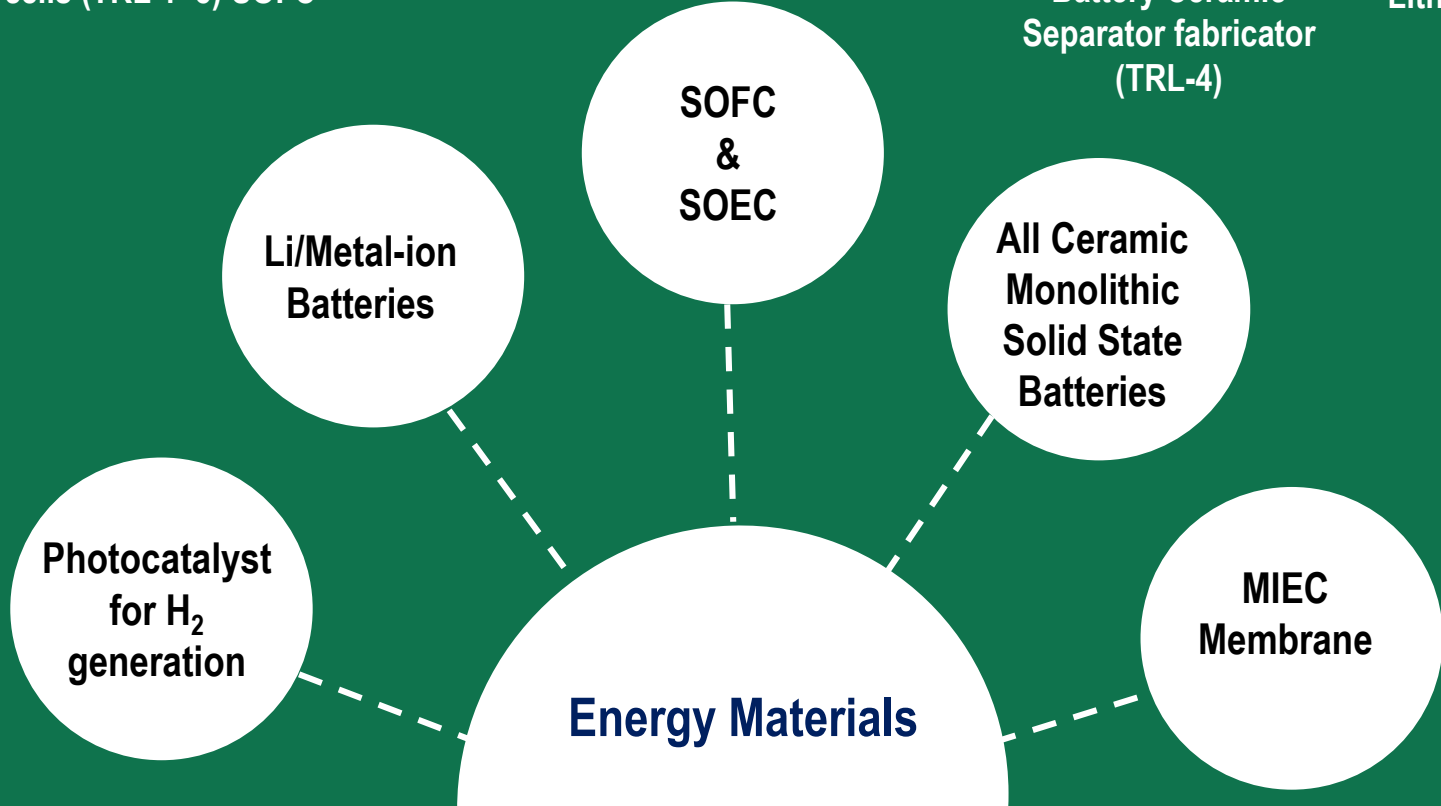 Separator fabricator
(TRL-4)
SOFC
&
SOEC
Li/Metal-ion
Batteries
All Ceramic
Monolithic
Solid State
Batteries
Photocatalyst
for H₂
generation
MIEC
Membrane
Energy Materials